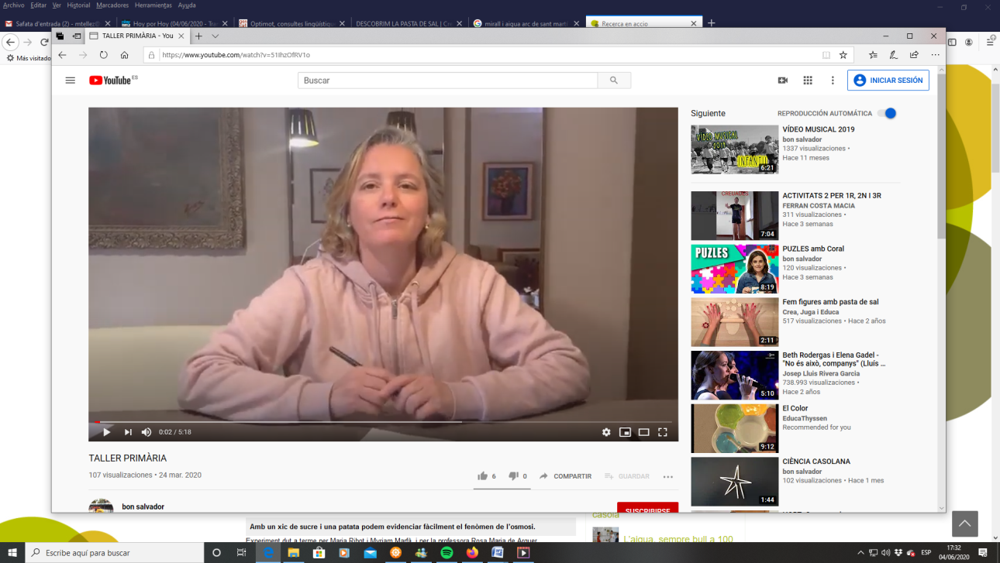 Archivo Editar Ver Historial Marcadores Herramientas Ayuda
Safata d'entrada (2) - mtellez
Hoy por Hoy (04/06/2020 - Tra
Optimot, consultes lingüístique
DESCOBRIM LA PASTA DE SAL | Cre
mirall i aigua arc de sant martí
Recerca en accio
Más visitados
TALLER PRIMÀRIA - You
https://www.youtube.com/watch?v=51IhzOfRV1o
YouTube ES
Buscar
INICIAR SESIÓN
Siguiente
REPRODUCCIÓN AUTOMÁTICA
VÍDEO MUSICAL
2019
INFANTIL
6:21
VÍDEO MUSICAL 2019
bon salvador
1337 visualizaciones •
Hace 11 meses
7:04
ACTIVITATS 2 PER 1R, 2N I 3R
FERRAN COSTA MACIA
311 visualizaciones •
Hace 3 semanas
PUZLES
8:19
PUZLES amb Coral
bon salvador
120 visualizaciones •
Hace 3 semanas
2:11
Fem figures amb pasta de sal
Crea, Juga i Educa
517 visualizaciones • Hace 2 años
5:10
Beth Rodergas i Elena Gadel -
"No és això, companys" (Lluís ...
Josep Lluis Rivera Garcia
738.993 visualizaciones •
Hace 2 años
9:12
El Color
EducaThyssen
Recommended for you
1:44
CIÈNCIA CASOLANA
bon salvador
102 visualizaciones • Hace 1 mes
0:02 / 5:18
TALLER PRIMÀRIA
107 visualizaciones • 24 mar. 2020
6
0
COMPARTIR
GUARDAR
bon salvador
SUSCRIBIRSE
casola
Amb un xic de sucre i una patata podem evidenciar fàcilment el fenòmen de l'osmosi.
Experiment dut a terme per Maria Ribot i Myriam Marfà, i per la professora Rosa Maria de Arquer
L'aigua, sempre bull a 100
Escribe aquí para buscar
ESP
17:32
04/06/2020